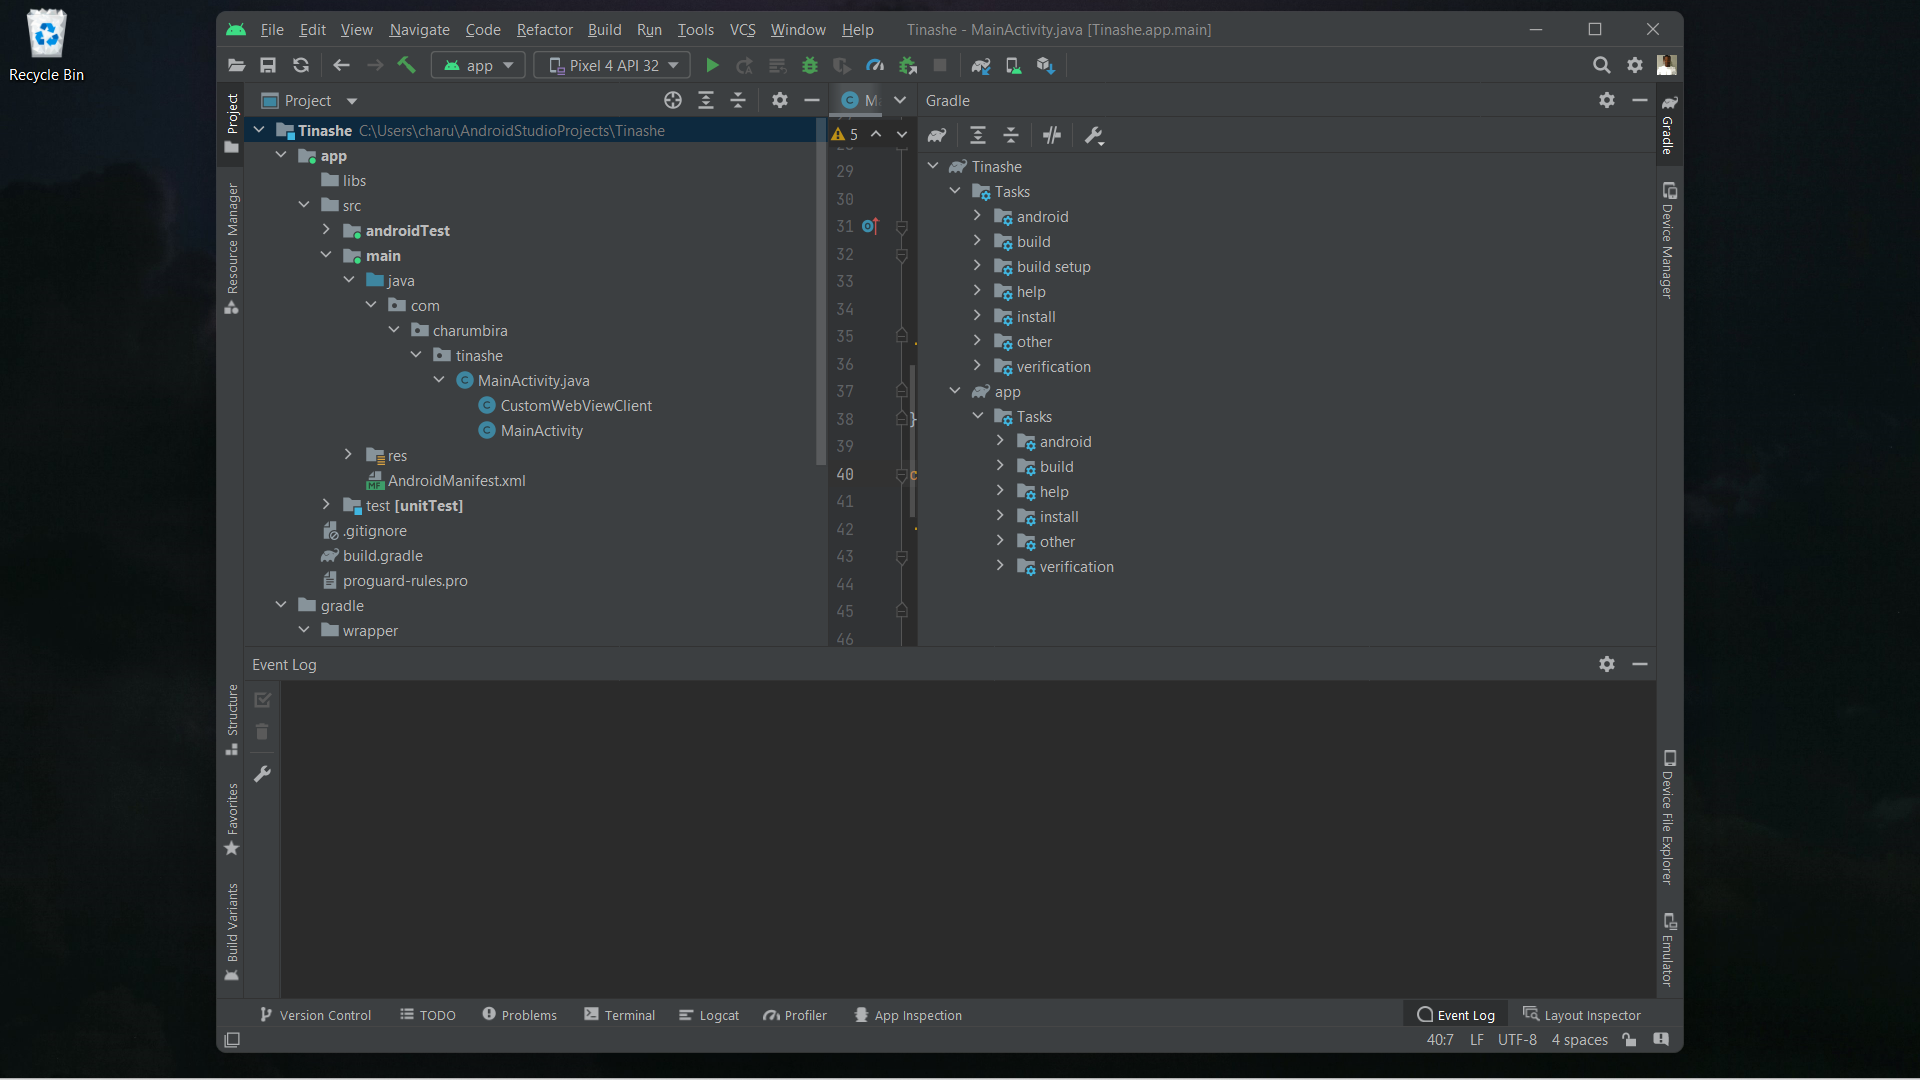 Recycle Bin
File Edit View Navigate Code Refactor Build Run Tools VCS Window Help Tinashe - MainActivity.java [Tinashe.app.main]
app Pixel 4 API 32
Project
Project
Resource Manager
Structure
Favorites
Build Variants
Tinashe C:\Users\charu\AndroidStudioProjects\Tinashe
app
libs
src
androidTest
main
java
com
charumbira
tinashe
MainActivity.java
CustomWebViewClient
MainActivity
res
AndroidManifest.xml
test [unitTest]
.gitignore
build.gradle
proguard-rules.pro
gradle
wrapper
5
28
29
30
31
32
33
34
35
36
37
38 }
39
40 c
41
42
43
44
45
46
Gradle
Tinashe
Tasks
android
build
build setup
help
install
other
verification
app
Tasks
android
build
help
install
other
verification
Gradle
Device Manager
Device File Explorer
Emulator
Event Log
Version Control TODO Problems Terminal Logcat Profiler App Inspection Event Log Layout Inspector
40:7 LF UTF-8 4 spaces